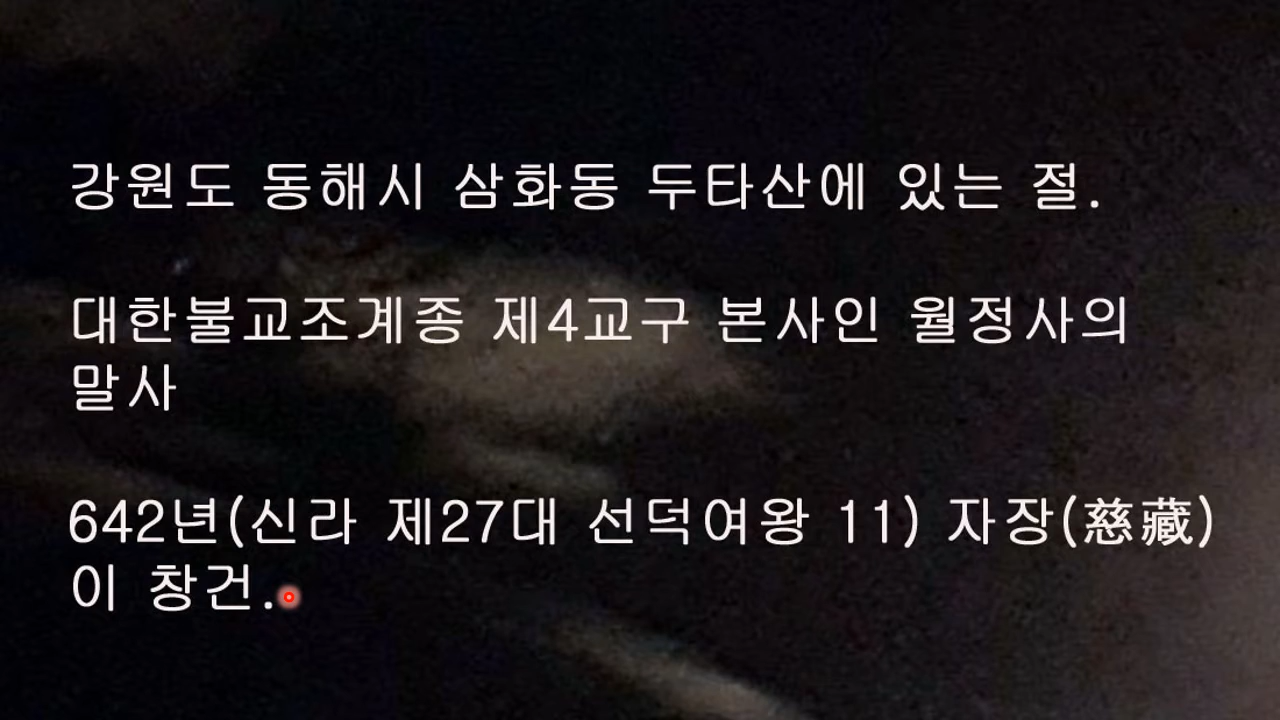 강원도 동해시 삼화동 두타산에 있는 절.
대한불교조계종 제4교구 본사인 월정사의
말사
642년(신라 제27대 선덕여왕 11) 자장(慈藏)
이 창건.